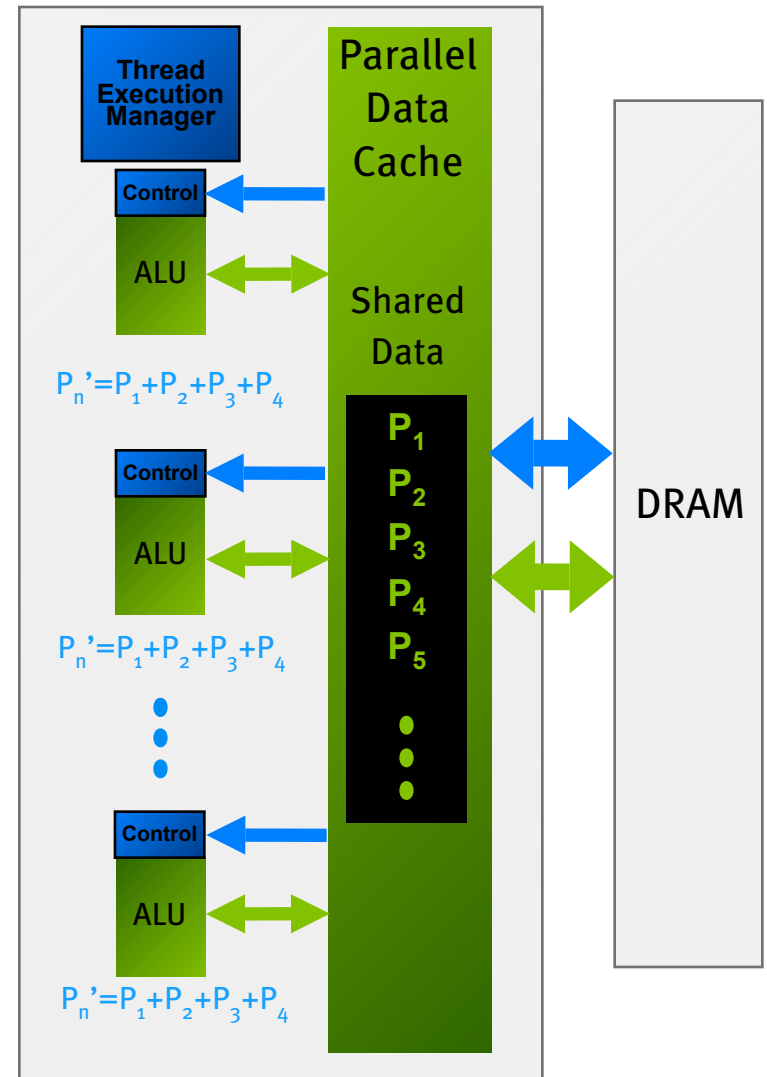 Thread
Execution
Manager
Parallel
Data
Cache
Control
ALU
Shared
Data
Pₙ’=P₁+P₂+P₃+P₄
P₁
Control
P₂
DRAM
P₃
ALU
P₄
P₅
Pₙ’=P₁+P₂+P₃+P₄
Control
ALU
Pₙ’=P₁+P₂+P₃+P₄